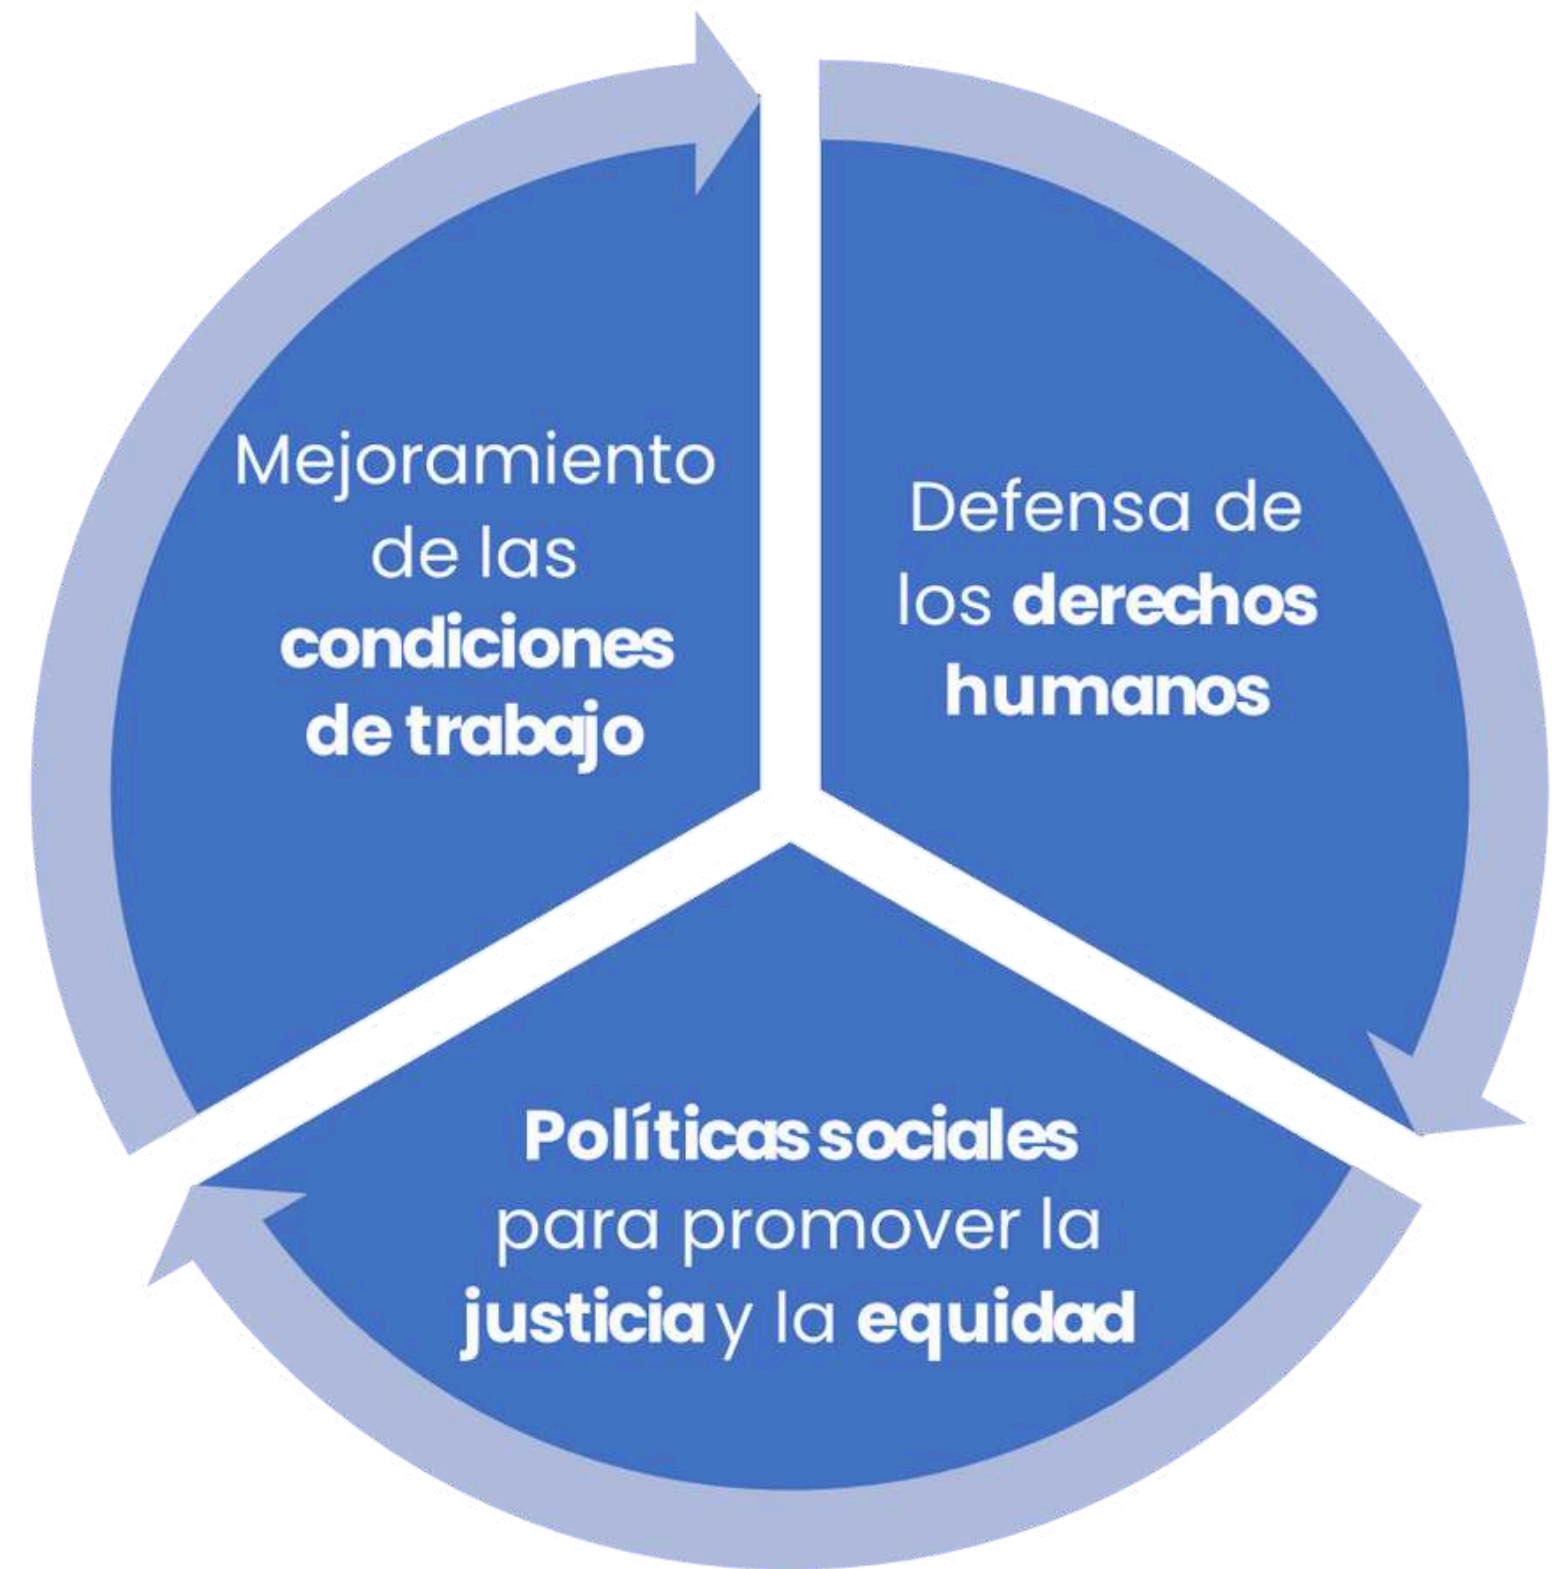 Mejoramiento
de las
condiciones
de trabajo
Defensa de
los derechos
humanos
Políticas sociales
para promover la
justicia y la equidad